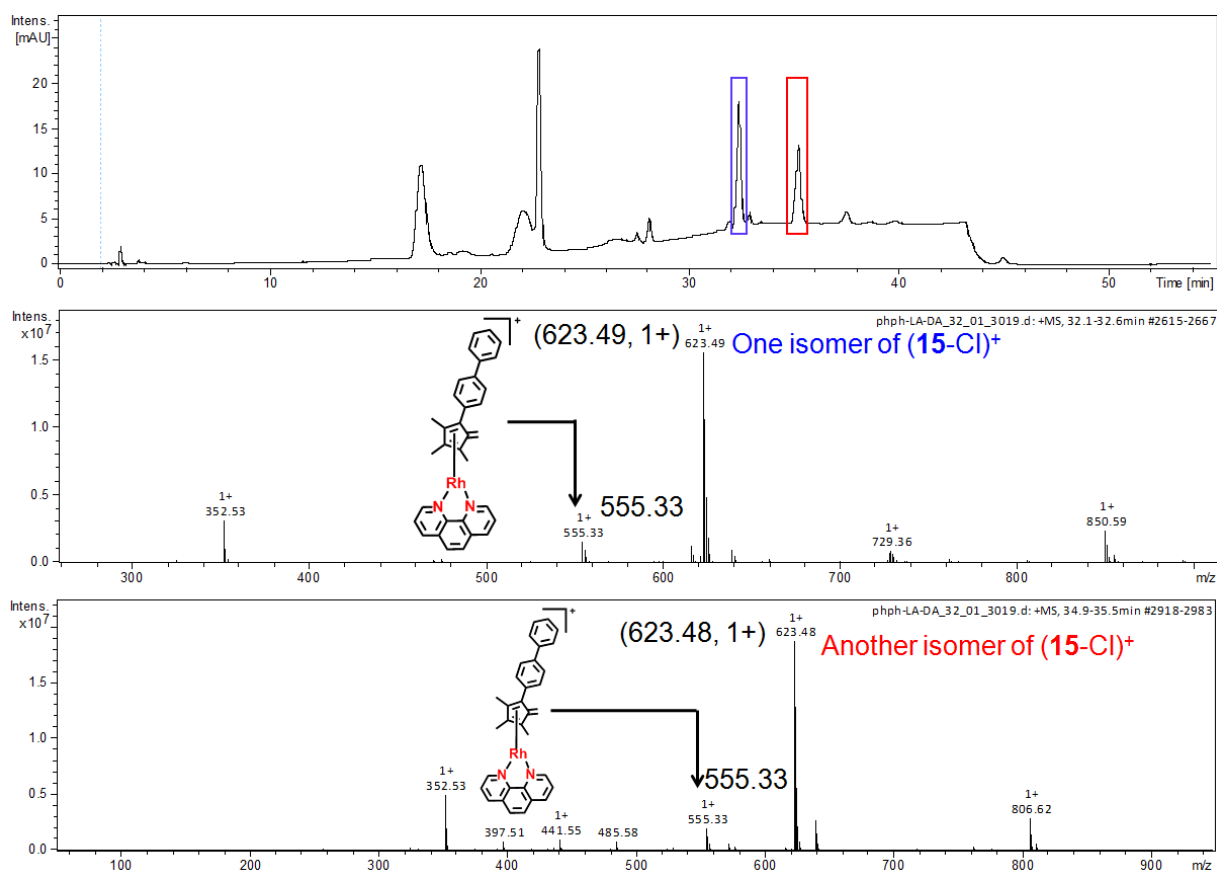 Intens.
[mAU]
20
15
10
5
0
0 10 20 30 40 50 Time [min]
Intens.
x10⁷
phph-LA-DA_32_01_3019.d: +MS, 32.1-32.6min #2615-2667
]⁺ (623.49, 1+) 1+
623.49 One isomer of (15-Cl)⁺
1.5
1.0
0.5
0.0
Rh
N N
1+
352.53
1+
555.33
555.33
1+
729.36
1+
850.59
300 400 500 600 700 800 m/z
Intens.
x10⁷
phph-LA-DA_32_01_3019.d: +MS, 34.9-35.5min #2918-2983
]⁺ (623.48, 1+) 1+
623.48 Another isomer of (15-Cl)⁺
1.5
1.0
0.5
0.0
Rh
N N
1+
352.53
397.51
1+
441.55
485.58
555.33
1+
555.33
1+
806.62
100 200 300 400 500 600 700 800 900 m/z